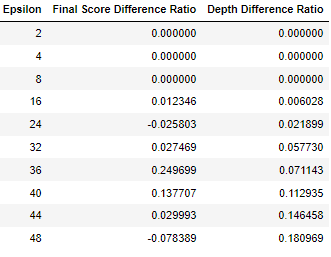 Epsilon Final Score Difference Ratio Depth Difference Ratio
2 0.000000 0.000000
4 0.000000 0.000000
8 0.000000 0.000000
16 0.012346 0.006028
24 -0.025803 0.021899
32 0.027469 0.057730
36 0.249699 0.071143
40 0.137707 0.112935
44 0.029993 0.146458
48 -0.078389 0.180969